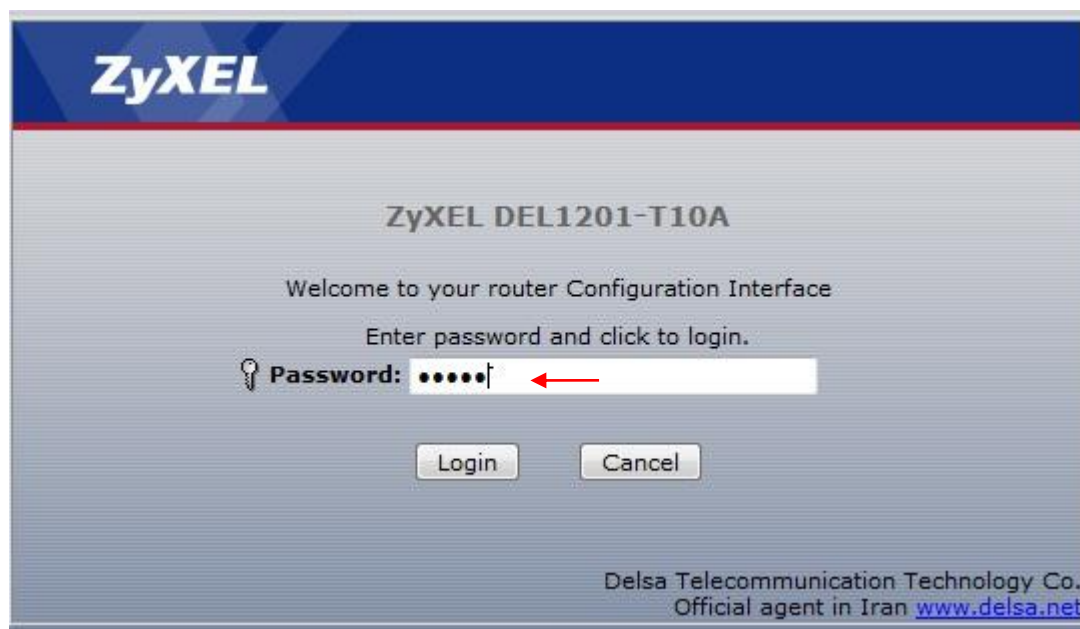 ZyXEL
ZyXEL DEL1201-T10A
Welcome to your router Configuration Interface
Enter password and click to login.
Password: •••••
Login Cancel
Delsa Telecommunication Technology Co.
Official agent in Iran www.delsa.net